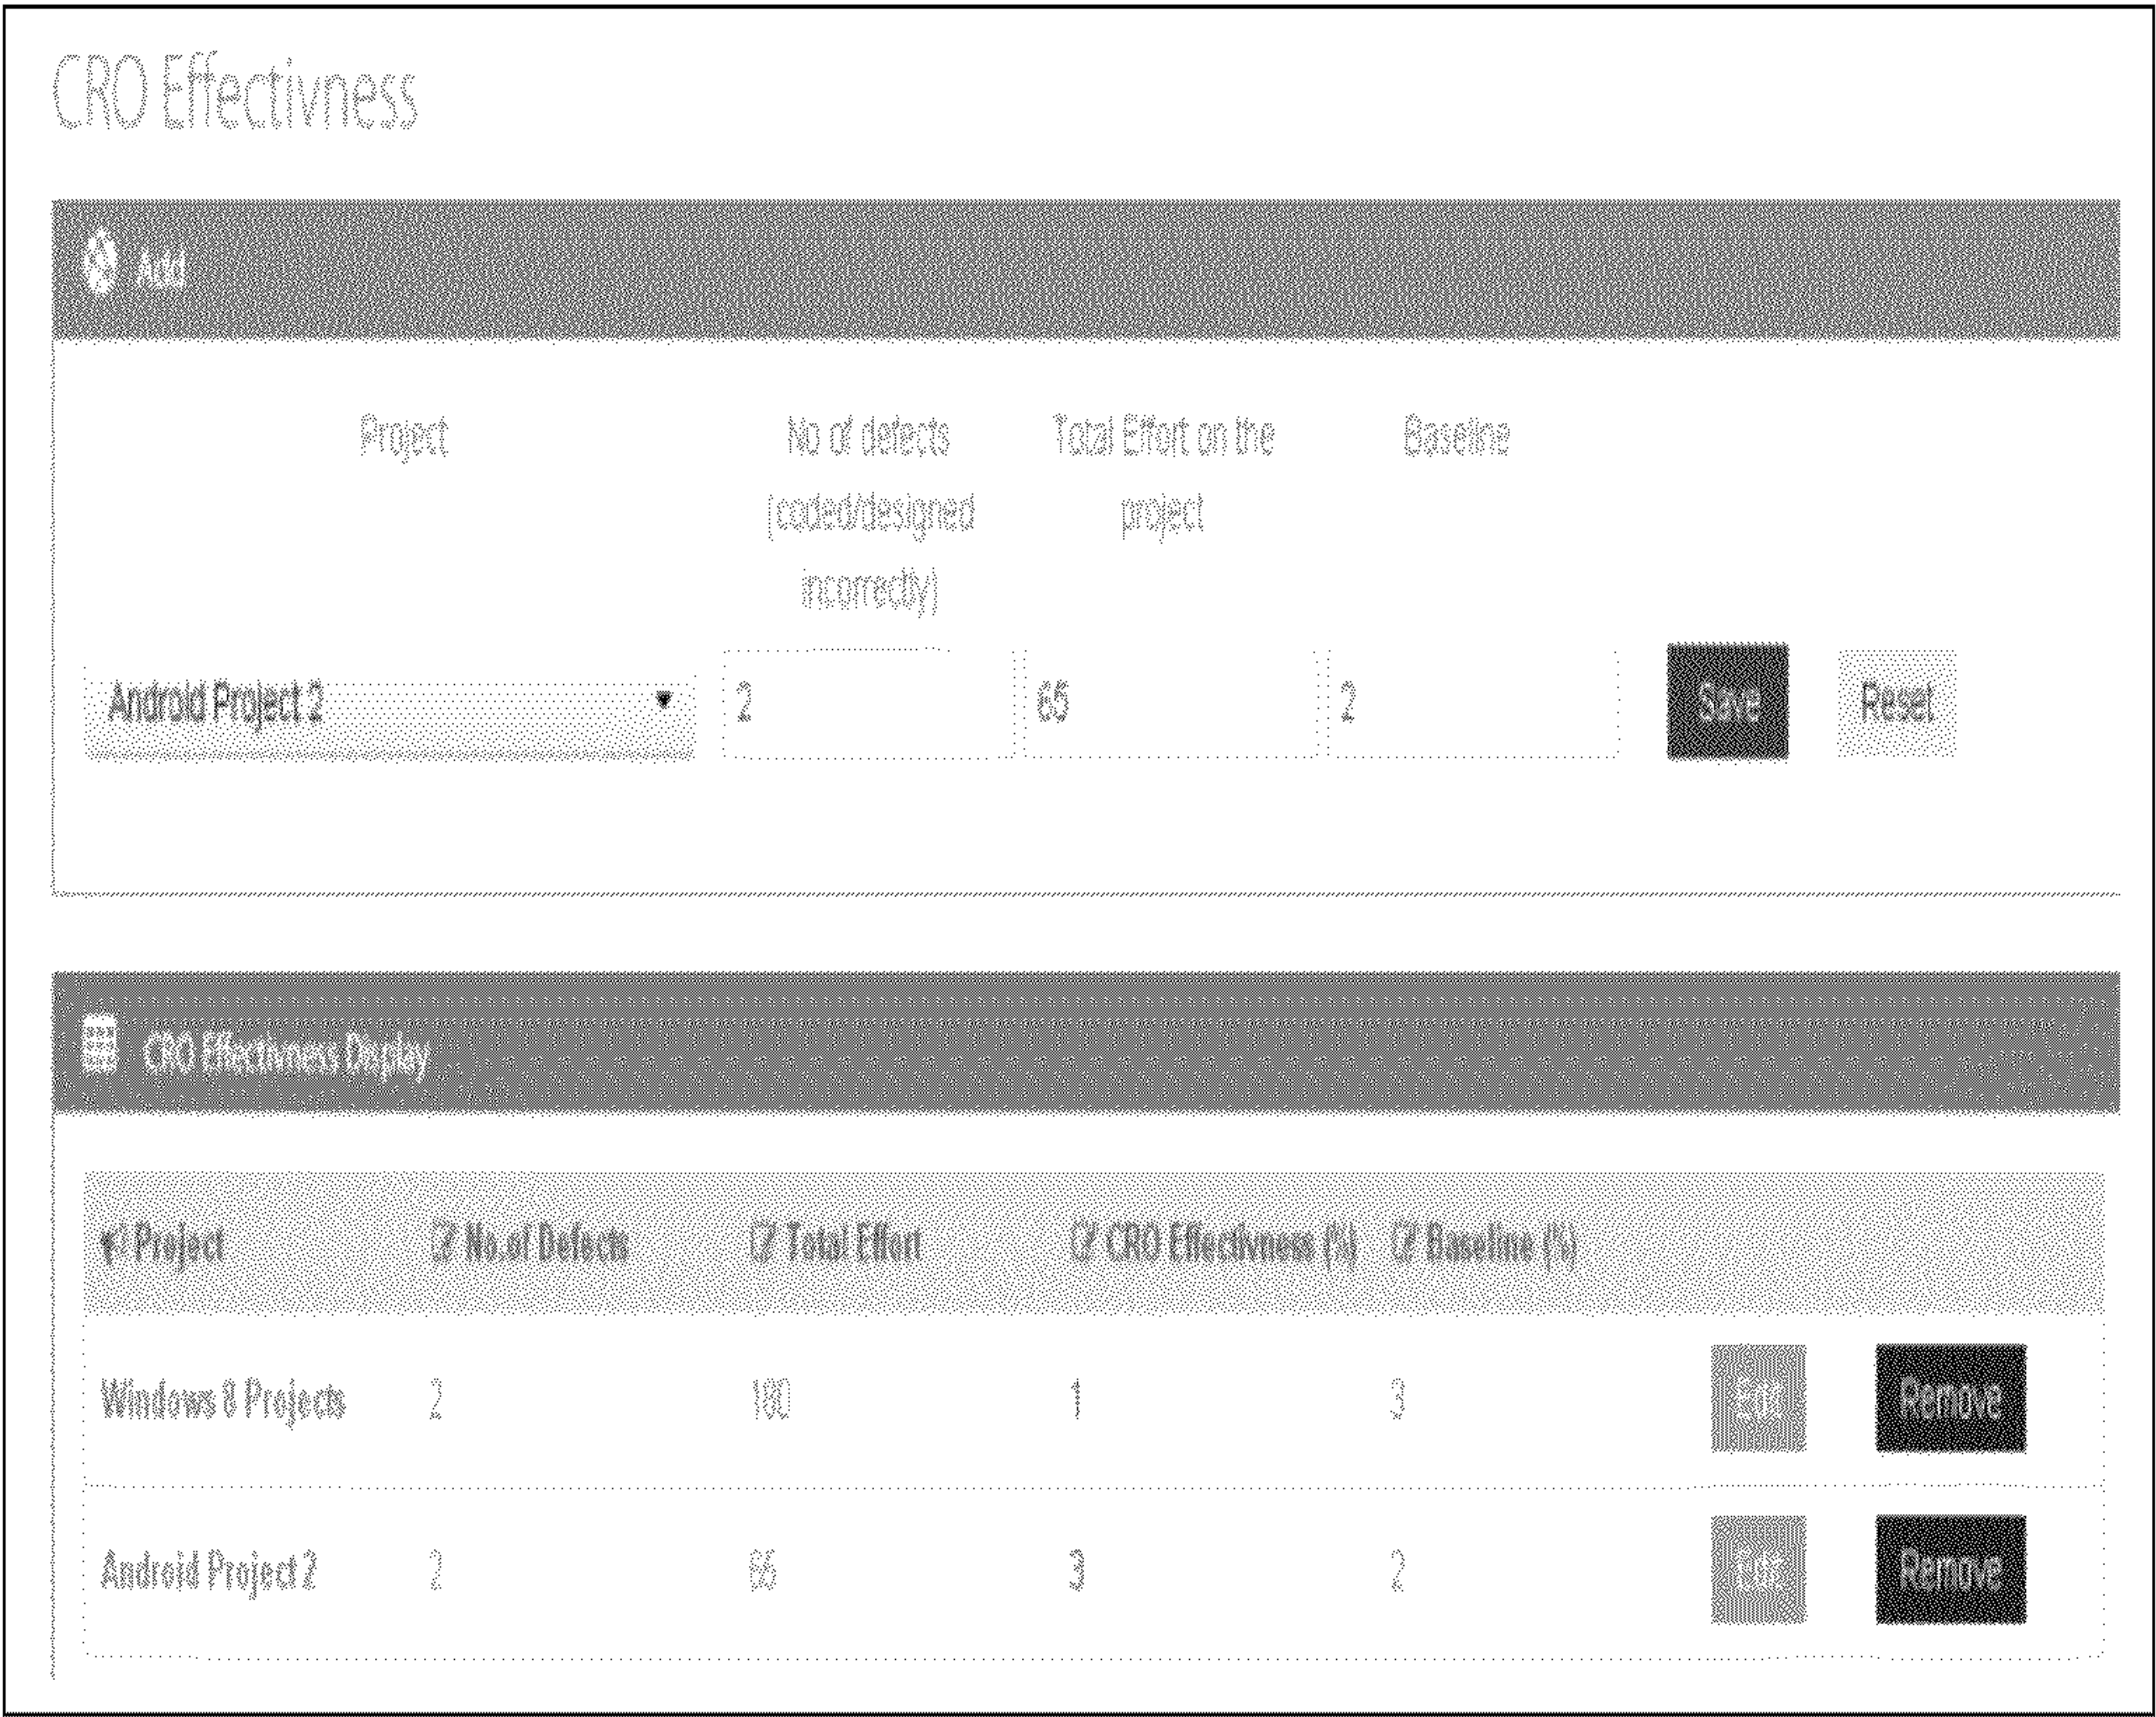 CRO Effectivness
Add
Project No of defects Total Effort on the Baseline
(coded/designed project
incorrectly)
Android Project 2 2 65 2 Save Reset
CRO Effectivness Display
Project No.of Defects Total Effort CRO Effectivness (%) Baseline (%)
Windows 8 Projects 2 180 1 3 Edit Remove
Android Project 2 2 3 2 Edit Remove